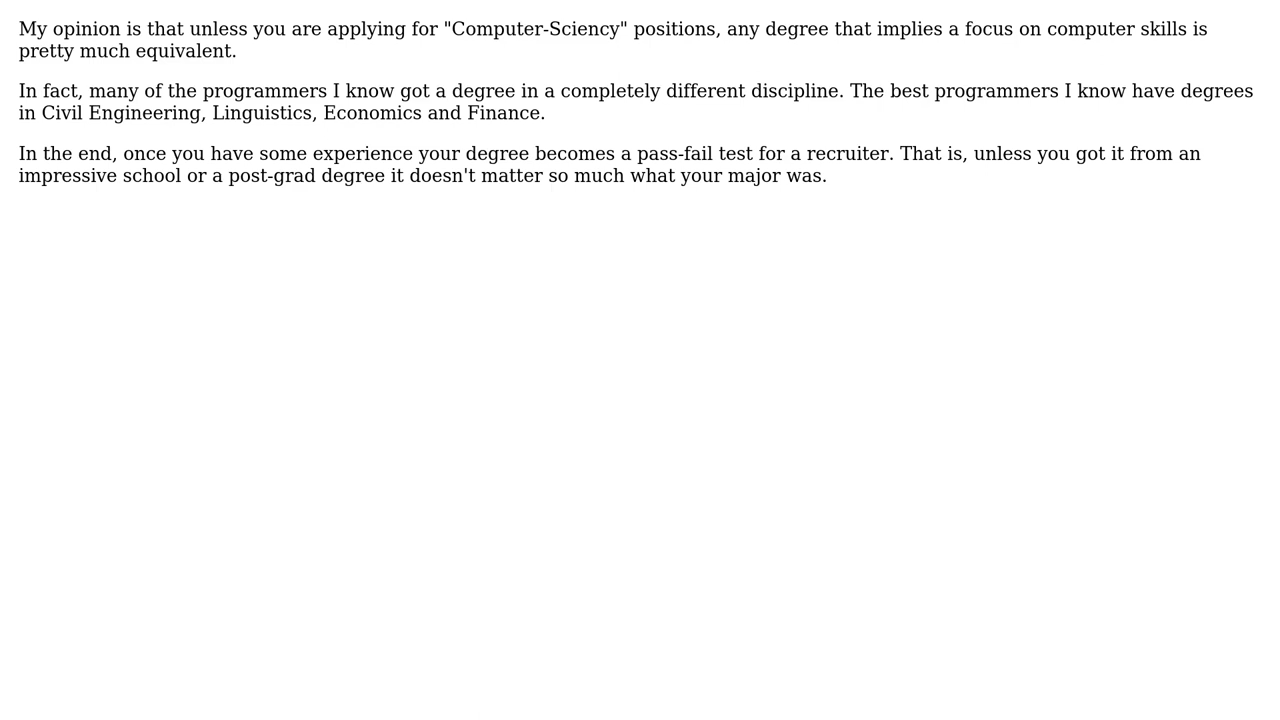 My opinion is that unless you are applying for "Computer-Sciency" positions, any degree that implies a focus on computer skills is
pretty much equivalent.
In fact, many of the programmers I know got a degree in a completely different discipline. The best programmers I know have degrees
in Civil Engineering, Linguistics, Economics and Finance.
In the end, once you have some experience your degree becomes a pass-fail test for a recruiter. That is, unless you got it from an
impressive school or a post-grad degree it doesn't matter so much what your major was.